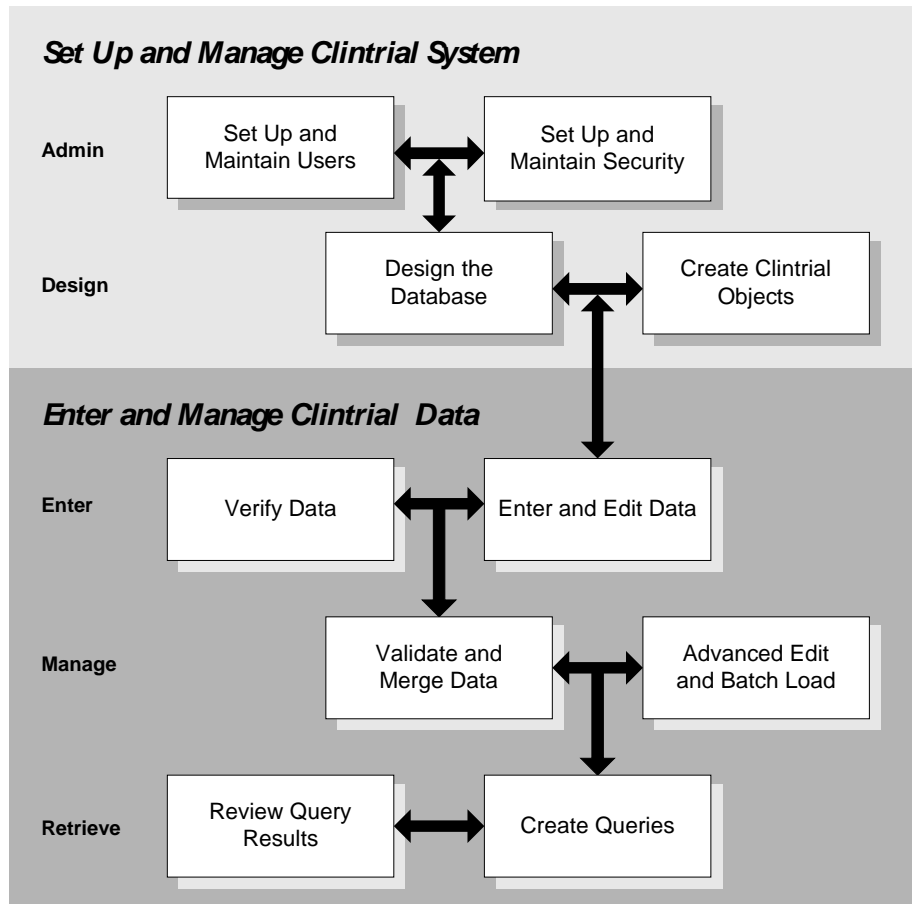 Set Up and Manage Clintrial System
Admin
Set Up and
Maintain Users
Set Up and
Maintain Security
Design
Design the
Database
Create Clintrial
Objects
Enter and Manage Clintrial Data
Enter
Verify Data
Enter and Edit Data
Manage
Validate and
Merge Data
Advanced Edit
and Batch Load
Retrieve
Review Query
Results
Create Queries